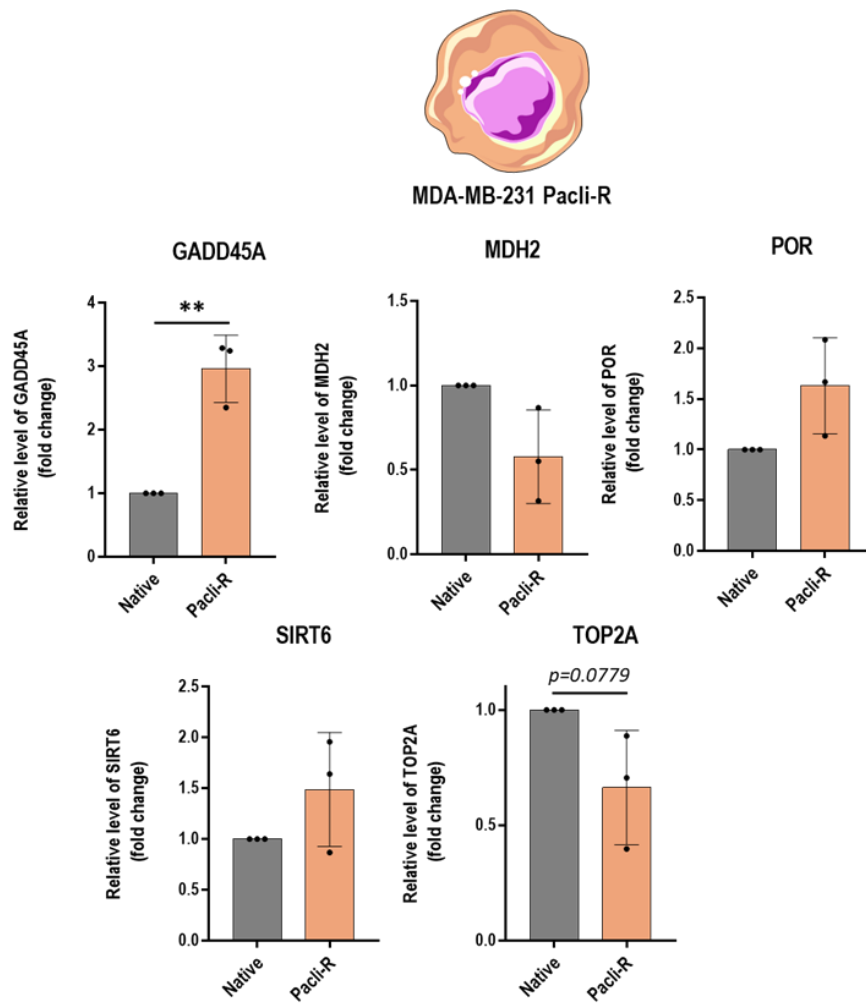 MDA-MB-231 Pacli-R
GADD45A
Relative level of GADD45A
(fold change)
4
3
2
1
0
**
Native
Pacli-R
MDH2
Relative level of MDH2
(fold change)
1.5
1.0
0.5
0.0
Native
Pacli-R
POR
Relative level of POR
(fold change)
2.5
2.0
1.5
1.0
0.5
0.0
Native
Pacli-R
SIRT6
Relative level of SIRT6
(fold change)
2.5
2.0
1.5
1.0
0.5
0.0
Native
Pacli-R
TOP2A
Relative level of TOP2A
(fold change)
p=0.0779
1.0
0.5
0.0
Native
Pacli-R